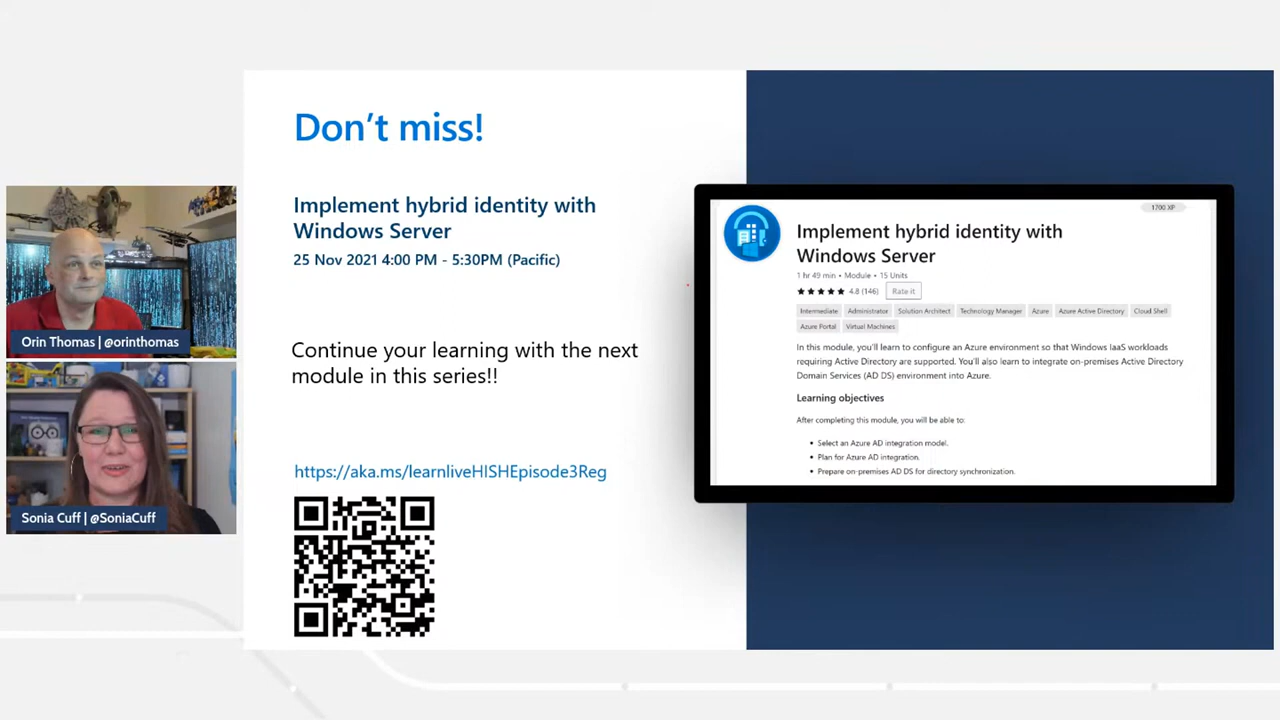 Don't miss!
Implement hybrid identity with
Windows Server
25 Nov 2021 4:00 PM - 5:30PM (Pacific)
Continue your learning with the next
module in this series!!
https://aka.ms/learnliveHISHEpisode3Reg
Orin Thomas | @orinthomas
Sonia Cuff | @SoniaCuff
1700 XP
Implement hybrid identity with
Windows Server
1 hr 49 min • Module • 15 Units
4.8 (146) Rate it
Intermediate Administrator Solution Architect Technology Manager Azure Azure Active Directory Cloud Shell
Azure Portal Virtual Machines
In this module, you'll learn to configure an Azure environment so that Windows IaaS workloads
requiring Active Directory are supported. You'll also learn to integrate on-premises Active Directory
Domain Services (AD DS) environment into Azure.
Learning objectives
After completing this module, you will be able to:
• Select an Azure AD integration model.
• Plan for Azure AD integration.
• Prepare on-premises AD DS for directory synchronization.